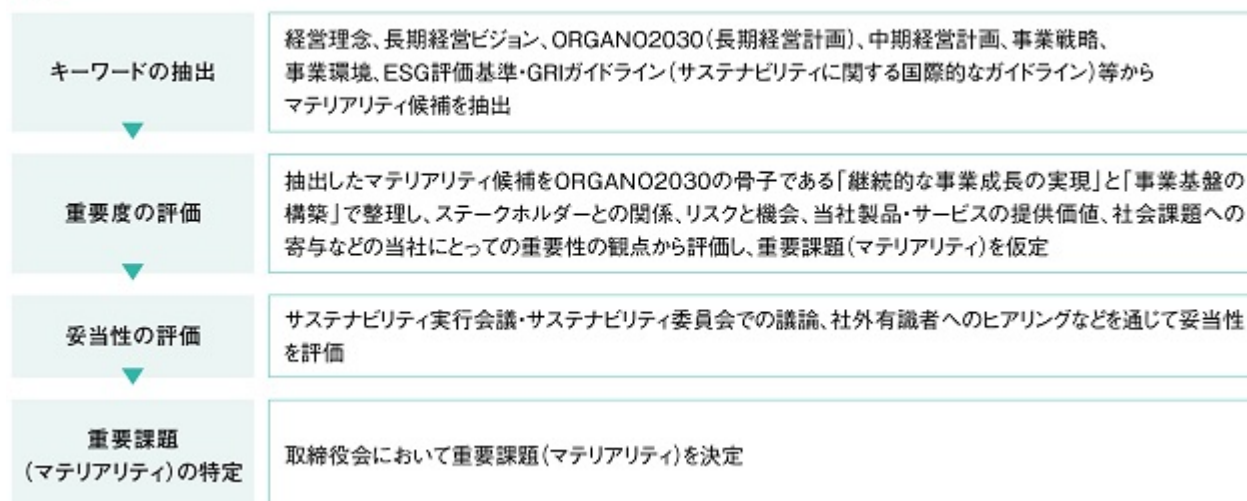 キーワードの抽出
経営理念、長期経営ビジョン、ORGANO2030(長期経営計画)、中期経営計画、事業戦略、
事業環境、ESG評価基準・GRIガイドライン(サステナビリティに関する国際的なガイドライン)等から
マテリアリティ候補を抽出
重要度の評価
抽出したマテリアリティ候補をORGANO2030の骨子である「継続的な事業成長の実現」と「事業基盤の
構築」で整理し、ステークホルダーとの関係、リスクと機会、当社製品・サービスの提供価値、社会課題への
寄与などの当社にとっての重要性の観点から評価し、重要課題(マテリアリティ)を仮定
妥当性の評価
サステナビリティ実行会議・サステナビリティ委員会での議論、社外有識者へのヒアリングなどを通じて妥当性
を評価
重要課題
(マテリアリティ)の特定
取締役会において重要課題(マテリアリティ)を決定